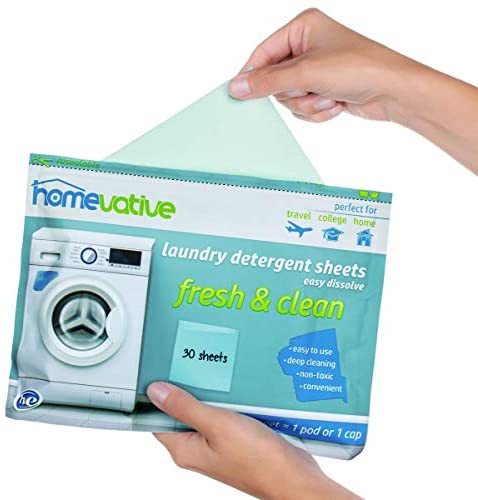 resealable
homevative
perfect for
travel college home
laundry detergent sheets
easy dissolve
fresh & clean
30 sheets
•easy to use
•deep cleaning
•non-toxic
•convenient
= 1 pod or 1 cap